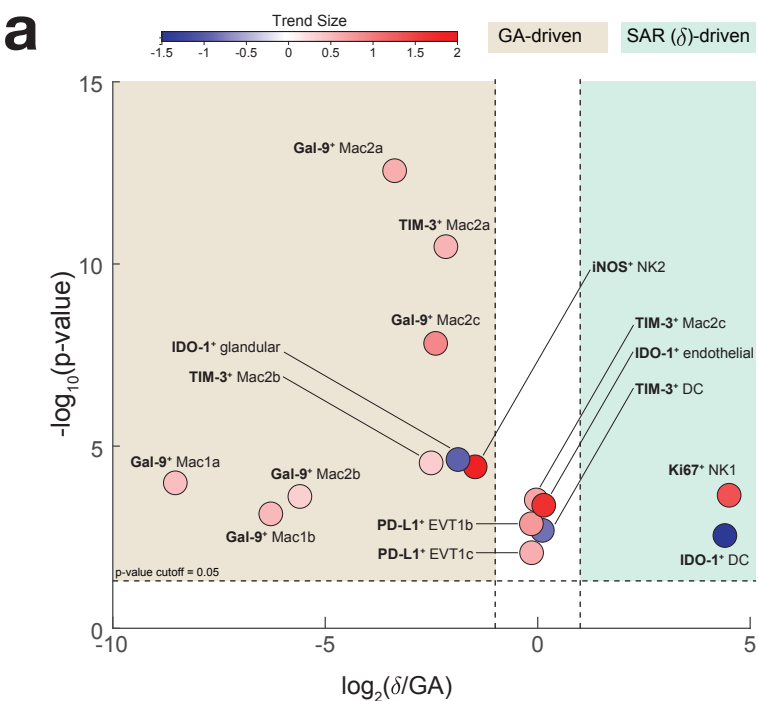 a
Trend Size
-1.5 -1 -0.5 0 0.5 1 1.5 2
GA-driven
SAR (δ)-driven
15
Gal-9⁺ Mac2a
TIM-3⁺ Mac2a
10
iNOS⁺ NK2
Gal-9⁺ Mac2c
TIM-3⁺ Mac2c
IDO-1⁺ glandular
IDO-1⁺ endothelial
TIM-3⁺ Mac2b
TIM-3⁺ DC
5
Gal-9⁺ Mac1a
Gal-9⁺ Mac2b
Ki67⁺ NK1
Gal-9⁺ Mac1b
PD-L1⁺ EVT1b
PD-L1⁺ EVT1c
IDO-1⁺ DC
p-value cutoff = 0.05
0
-10 -5 0 5
-log₁₀(p-value)
log₂(δ/GA)